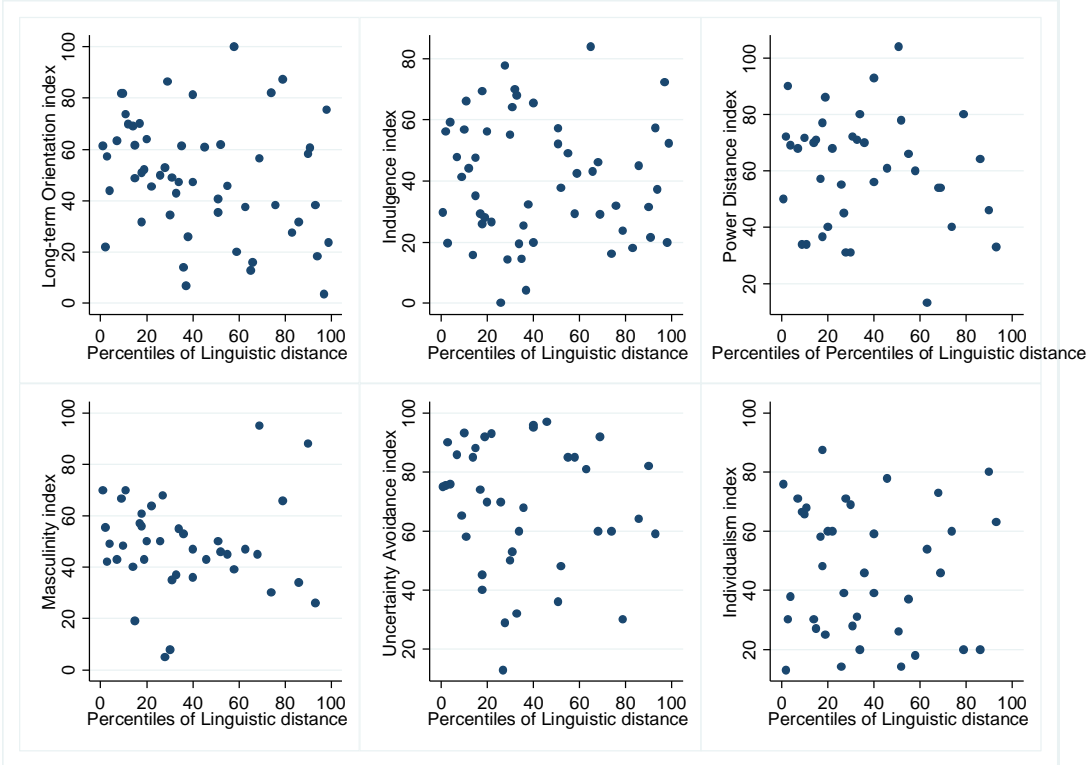 Long-term Orientation index
0 20 40 60 80 100
0 20 40 60 80 100
Percentiles of Linguistic distance
Indulgence index
0 20 40 60 80
0 20 40 60 80 100
Percentiles of Linguistic distance
Power Distance index
20 40 60 80 100
0 20 40 60 80 100
Percentiles of Percentiles of Linguistic distance
Masculinity index
0 20 40 60 80 100
0 20 40 60 80 100
Percentiles of Linguistic distance
Uncertainty Avoidance index
20 40 60 80 100
0 20 40 60 80 100
Percentiles of Linguistic distance
Individualism index
20 40 60 80 100
0 20 40 60 80 100
Percentiles of Linguistic distance